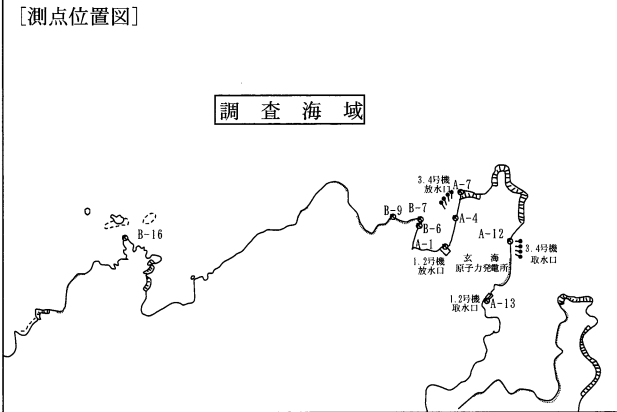 [測点位置図]
調査海域
3.4号機
放水口
A-7
B-9
B-7
A-4
B-6
B-16
A-1
A-12
1.2号機
放水口
玄海
原子力発電所
3.4号機
取水口
1.2号機
取水口
A-13